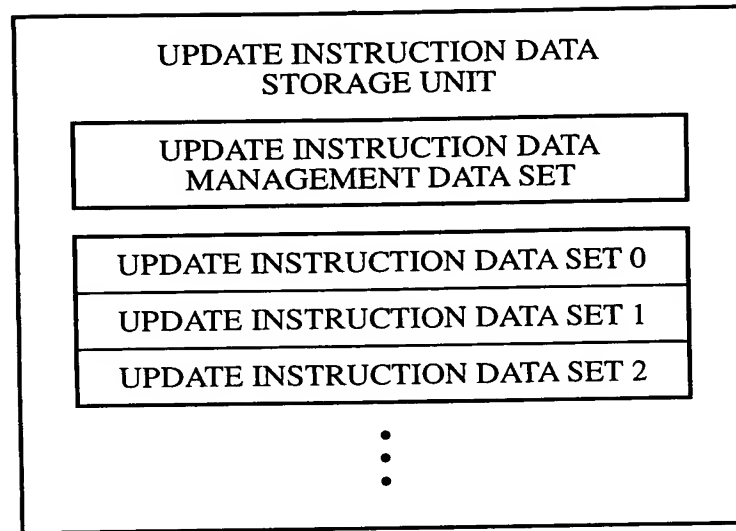 UPDATE INSTRUCTION DATA
STORAGE UNIT
UPDATE INSTRUCTION DATA
MANAGEMENT DATA SET
UPDATE INSTRUCTION DATA SET 0
UPDATE INSTRUCTION DATA SET 1
UPDATE INSTRUCTION DATA SET 2